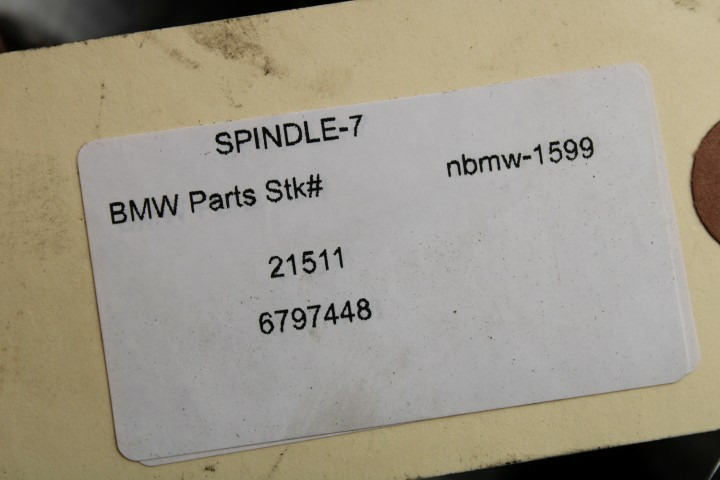 SPINDLE-7
BMW Parts Stk# nbmw-1599
21511
6797448